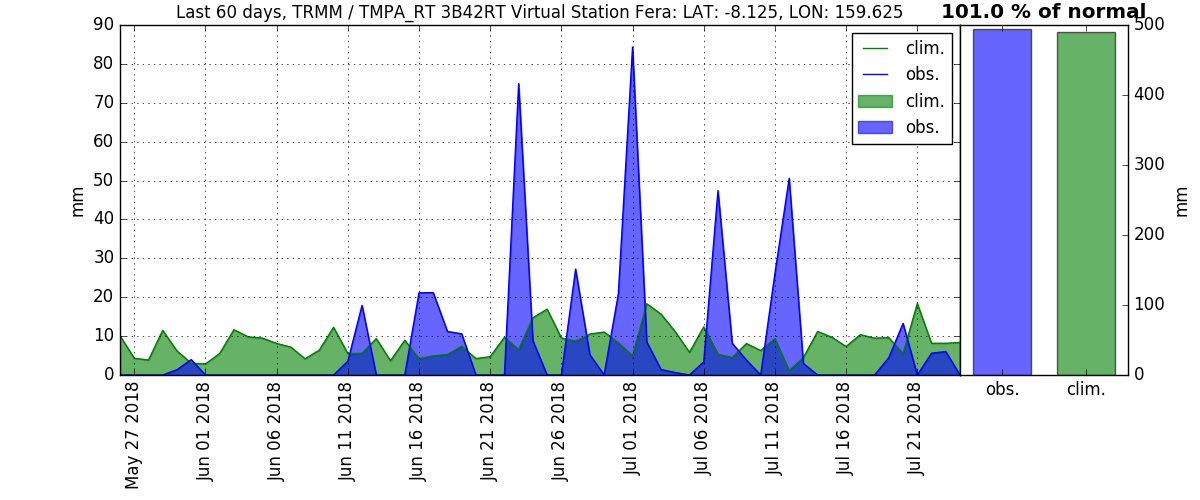 Last 60 days, TRMM / TMPA_RT 3B42RT Virtual Station Fera: LAT: -8.125, LON: 159.625
101.0 % of normal
90
80
70
60
50
40
30
20
10
0
mm
clim.
obs.
clim.
obs.
500
400
300
200
100
0
mm
obs.
clim.
May 27 2018
Jun 01 2018
Jun 06 2018
Jun 11 2018
Jun 16 2018
Jun 21 2018
Jun 26 2018
Jul 01 2018
Jul 06 2018
Jul 11 2018
Jul 16 2018
Jul 21 2018